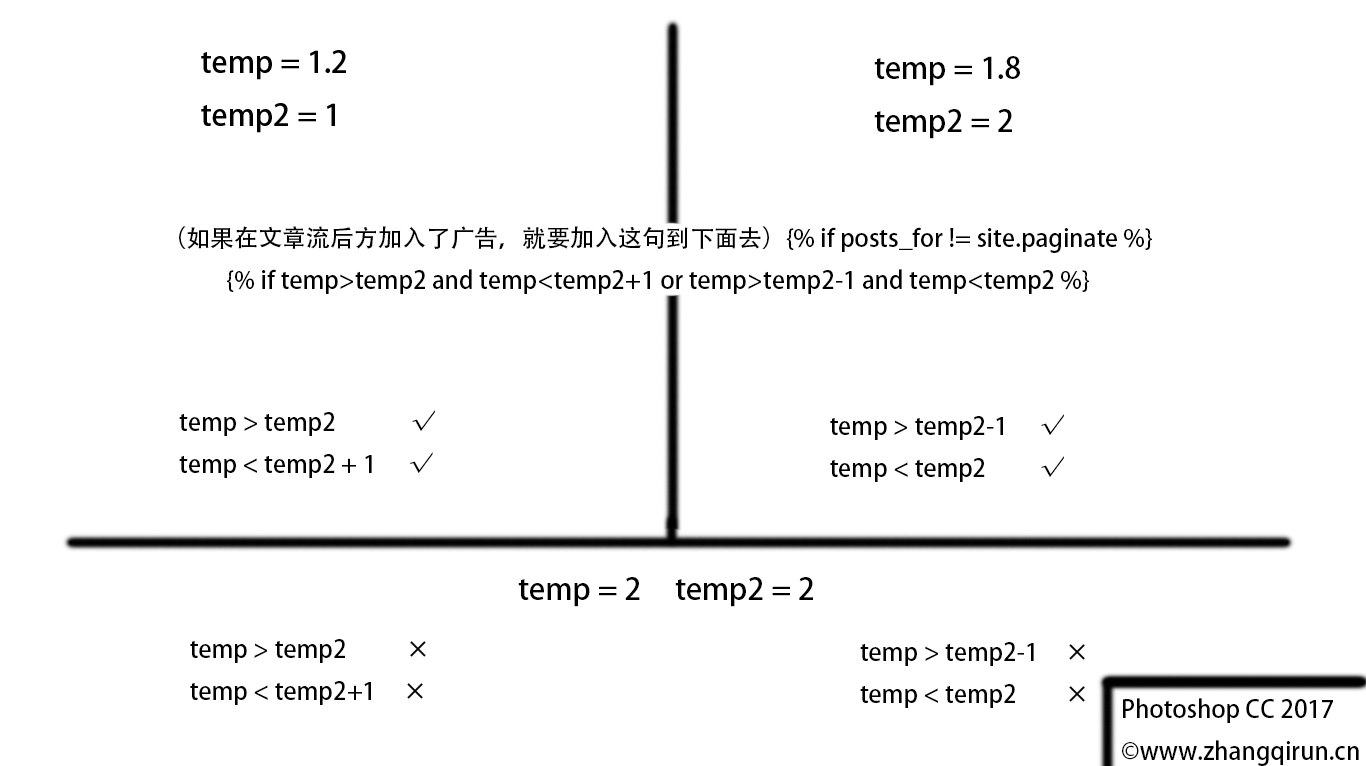 temp = 1.2
temp2 = 1
temp = 1.8
temp2 = 2
（如果在文章流后方加入了广告，就要加入这句到下面去）{% if posts_for != site.paginate %}
{% if temp>temp2 and temp<temp2+1 or temp>temp2-1 and temp<temp2 %}
temp > temp2 √
temp < temp2 + 1 √
temp > temp2-1 √
temp < temp2 √
temp = 2 temp2 = 2
temp > temp2 ×
temp < temp2+1 ×
temp > temp2-1 ×
temp < temp2 ×
Photoshop CC 2017
©www.zhangqirun.cn